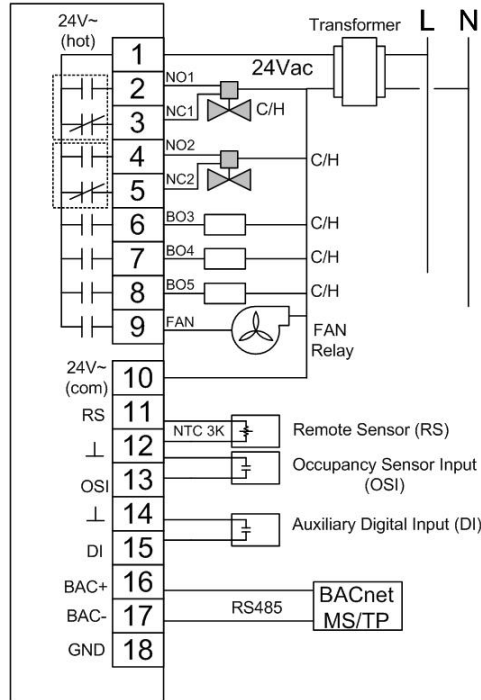 24V~
(hot)
Transformer
L
N
1
24Vac
2
NO1
3
NC1
C/H
4
NO2
C/H
5
NC2
6
BO3
C/H
7
BO4
C/H
8
BO5
C/H
9
FAN
FAN
Relay
24V~
(com)
10
RS
11
NTC 3K
Remote Sensor (RS)
⊥
12
OSI
13
Occupancy Sensor Input
(OSI)
⊥
14
Auxiliary Digital Input (DI)
DI
15
BAC+
16
BAC-
17
RS485
BACnet
MS/TP
GND
18